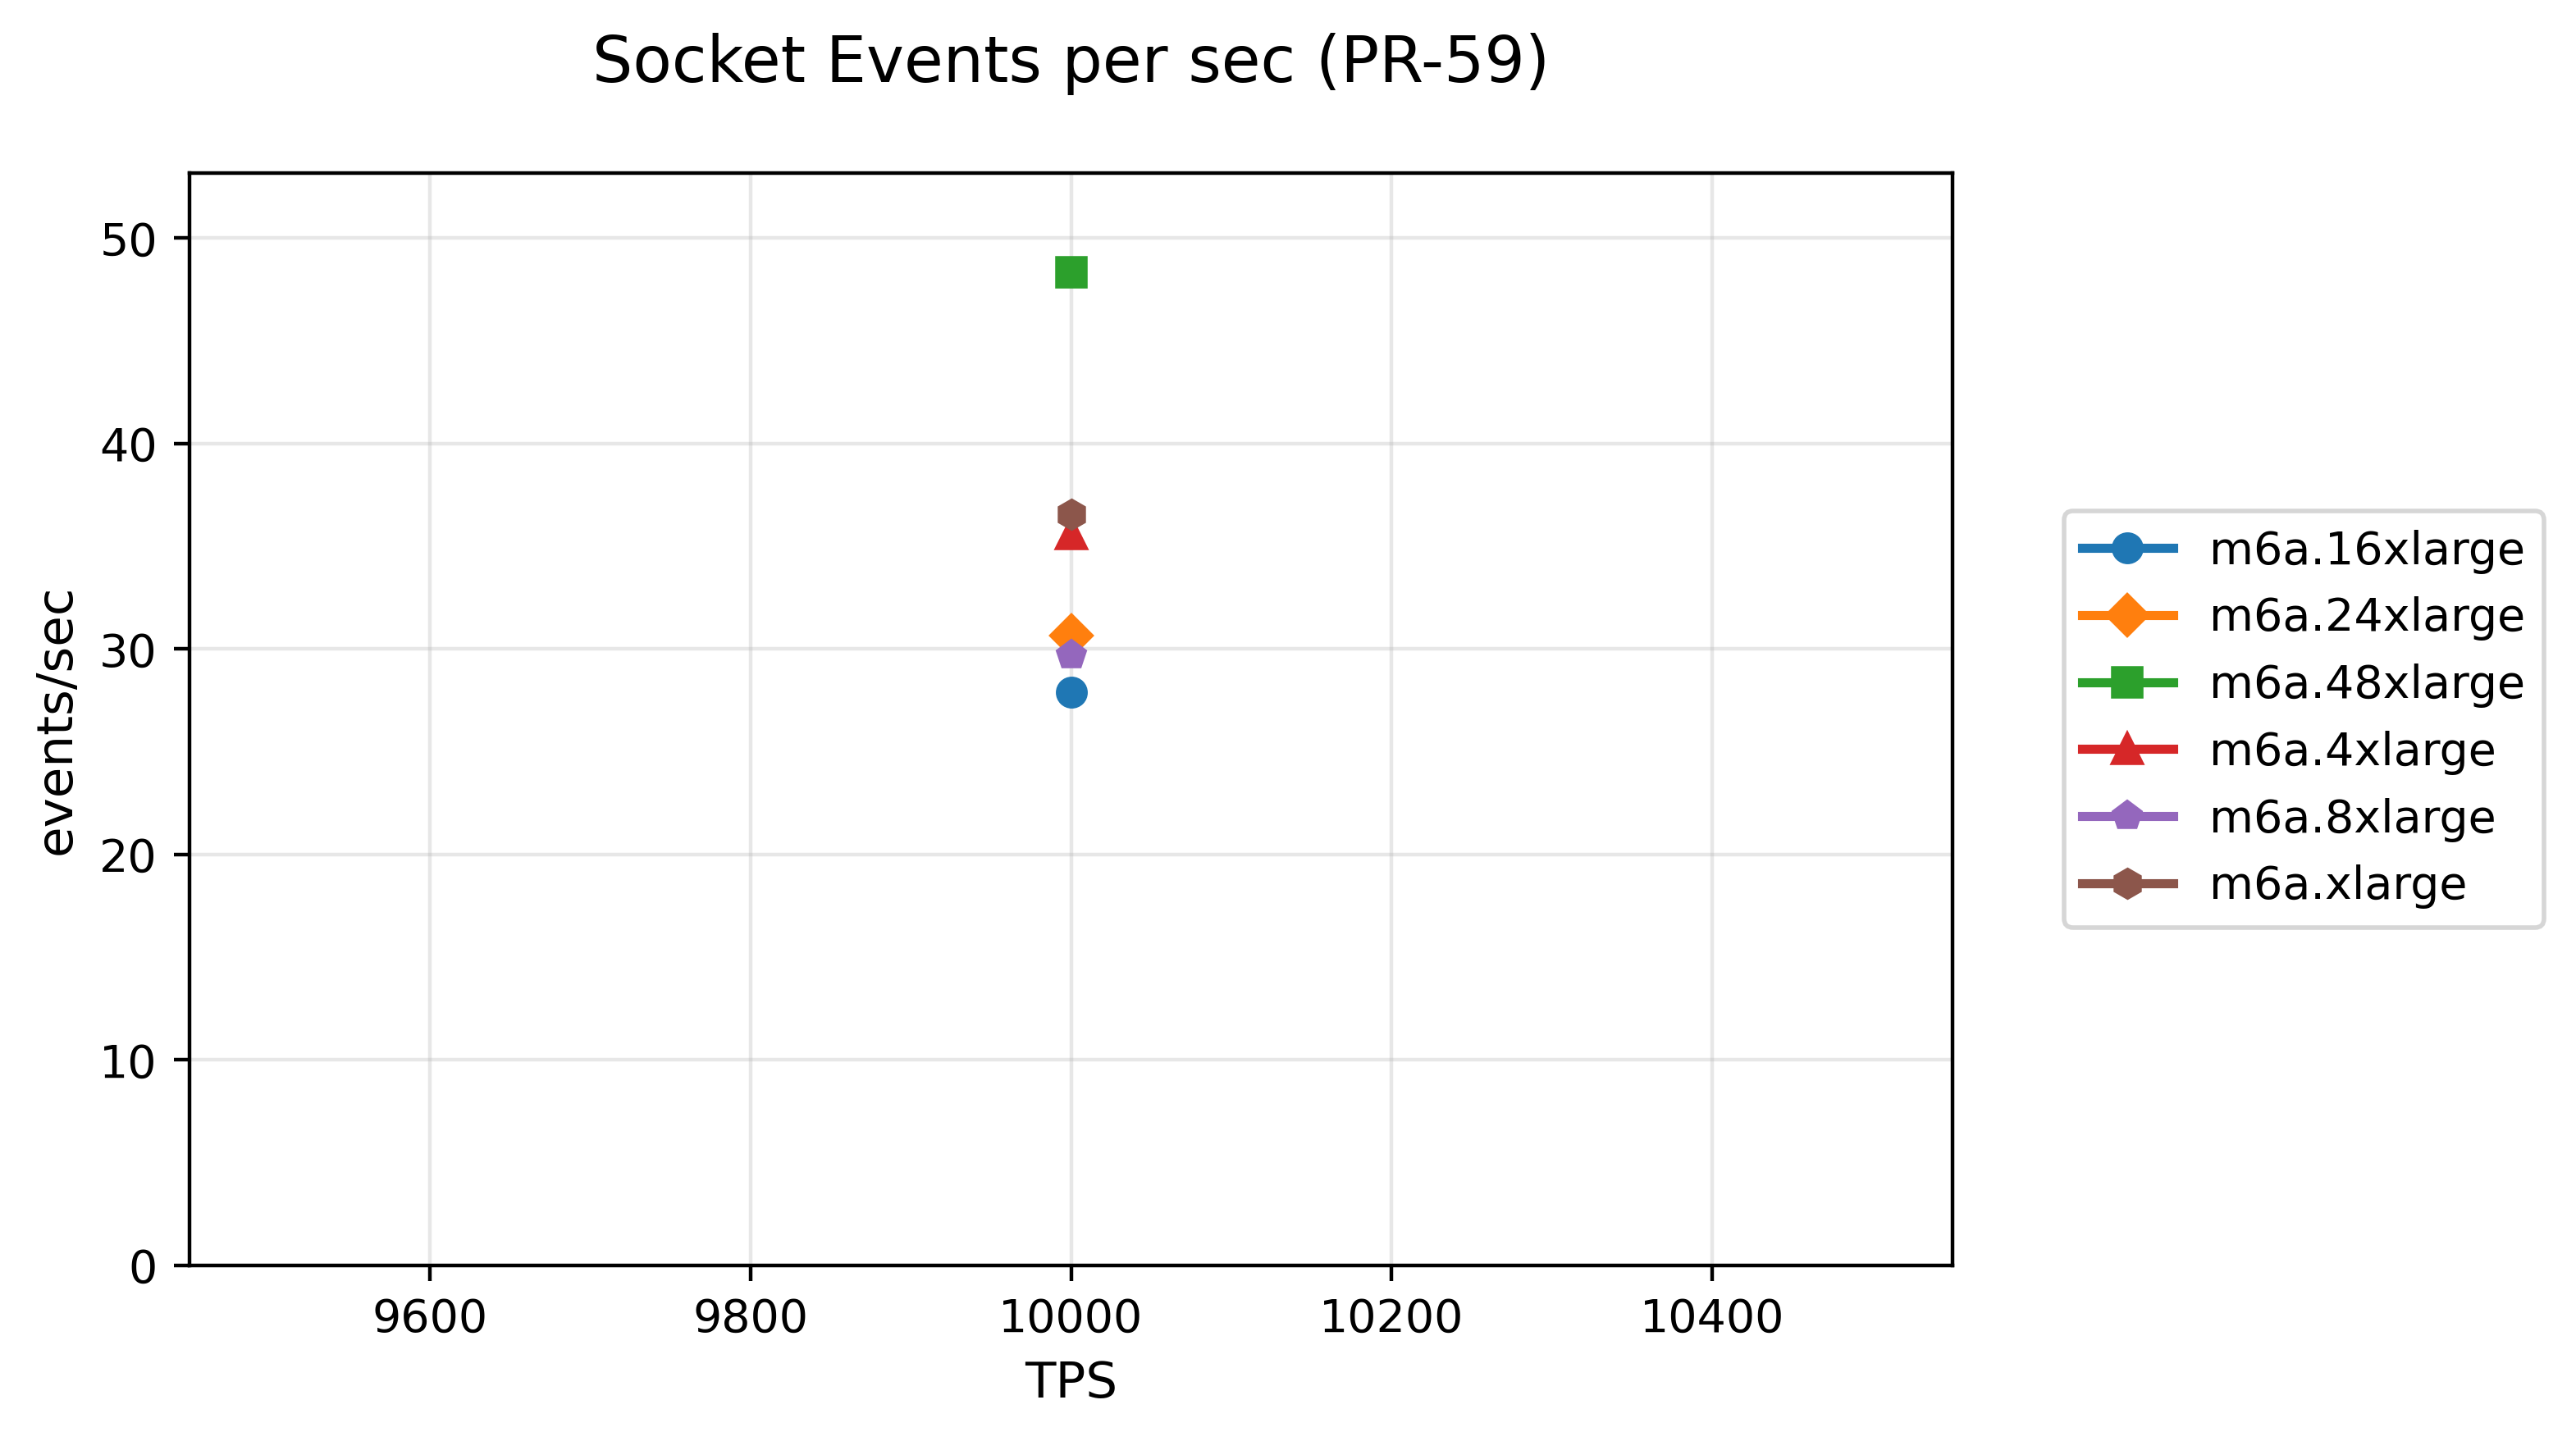 Socket Events per sec (PR-59)
50
40
30
20
10
0
events/sec
9600 9800 10000 10200 10400
TPS
m6a.16xlarge
m6a.24xlarge
m6a.48xlarge
m6a.4xlarge
m6a.8xlarge
m6a.xlarge